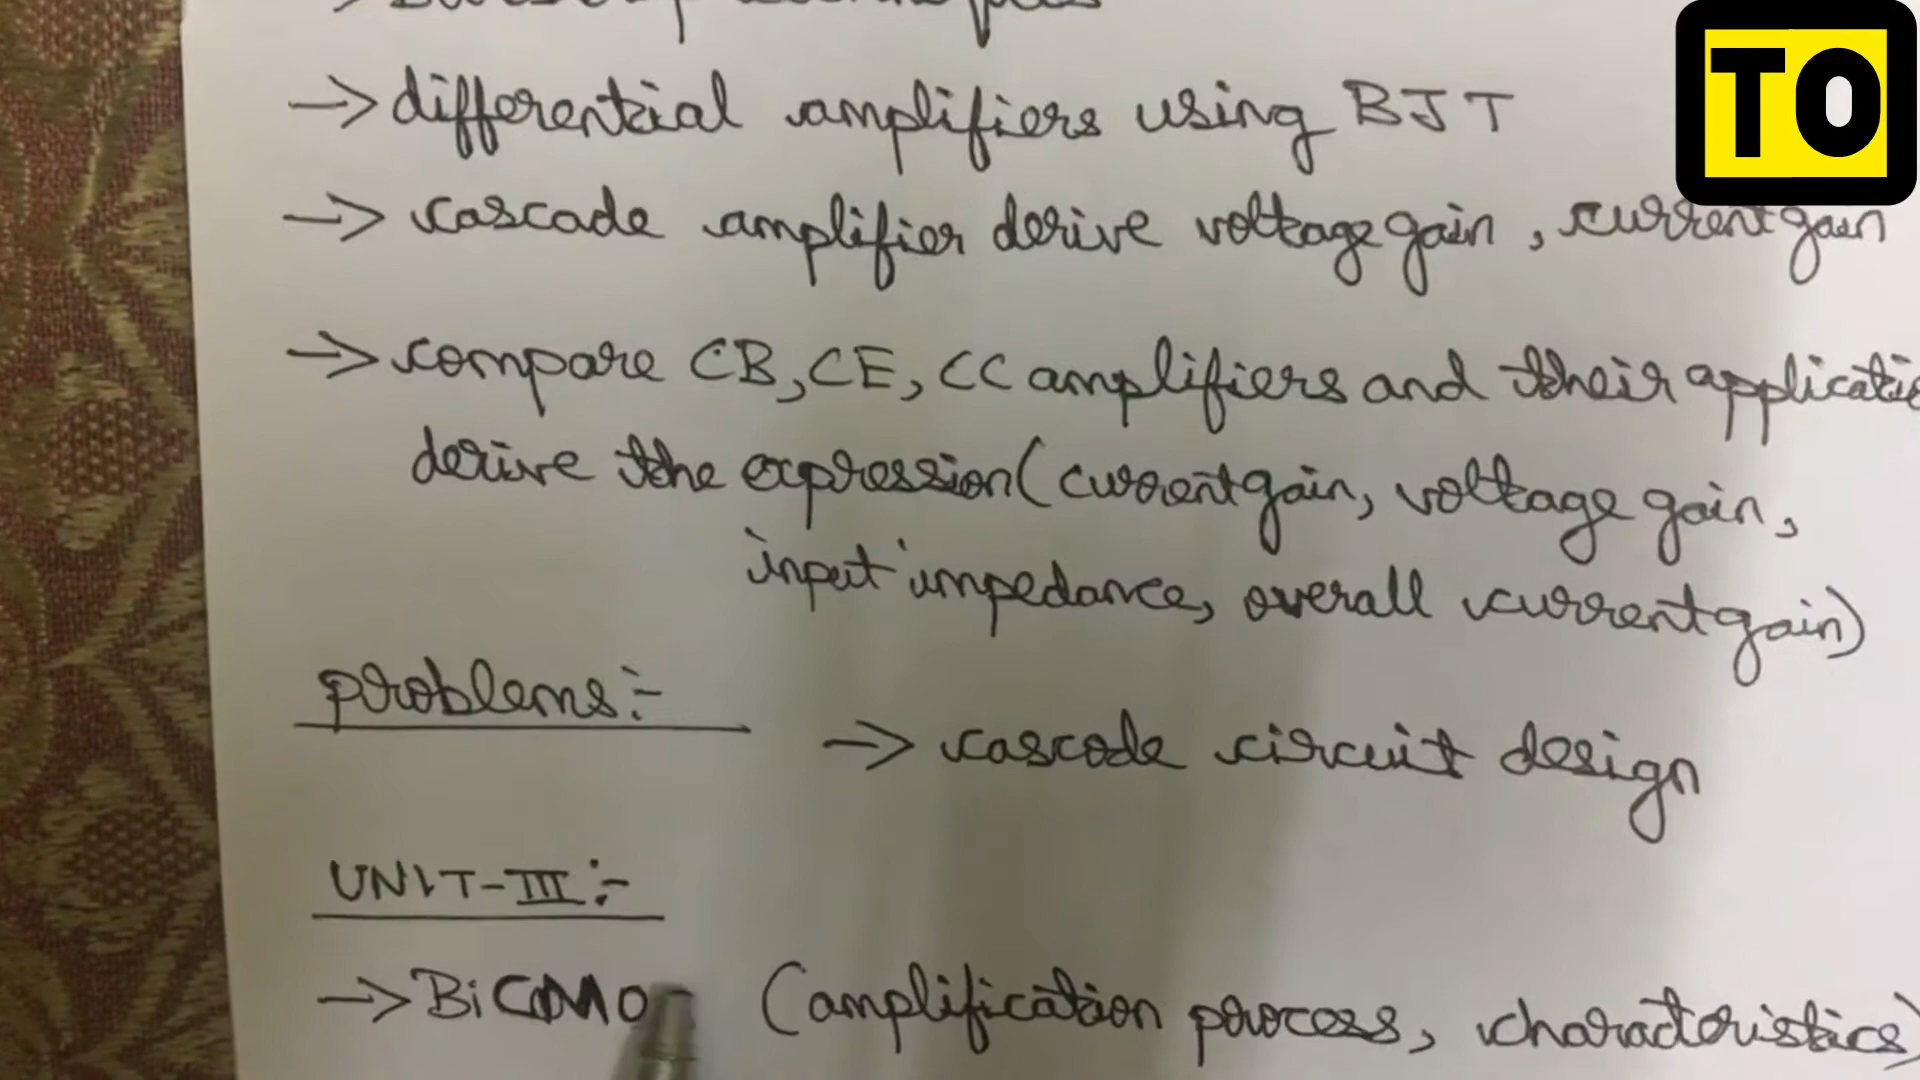 TO
→ differential amplifiers using BJT
→ cascade amplifier derive voltage gain, current gain
→ compare CB, CE, CC amplifiers and their applicatio
derive the expression (current gain, voltage gain,
input impedance, overall current gain)
problems:-
→ cascode circuit design
UNIT-III:-
→ BiCMO (amplification process, characteristics)